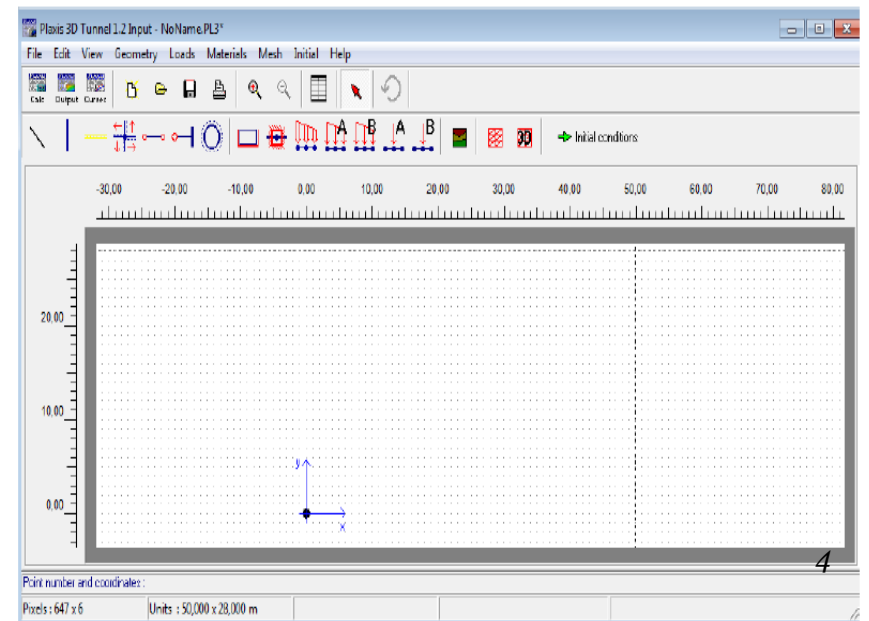 Plaxis 3D Tunnel 1.2 Input - NoName.PL3*
File Edit View Geometry Loads Materials Mesh Initial Help
Calc Output Curves
A B A B 3D Initial conditions
-30,00 -20,00 -10,00 0,00 10,00 20,00 30,00 40,00 50,00 60,00 70,00 80,00
20,00
10,00
y
0,00
x
4
Point number and coordinates :
Pixels : 647 x 6 Units : 50,000 x 28,000 m